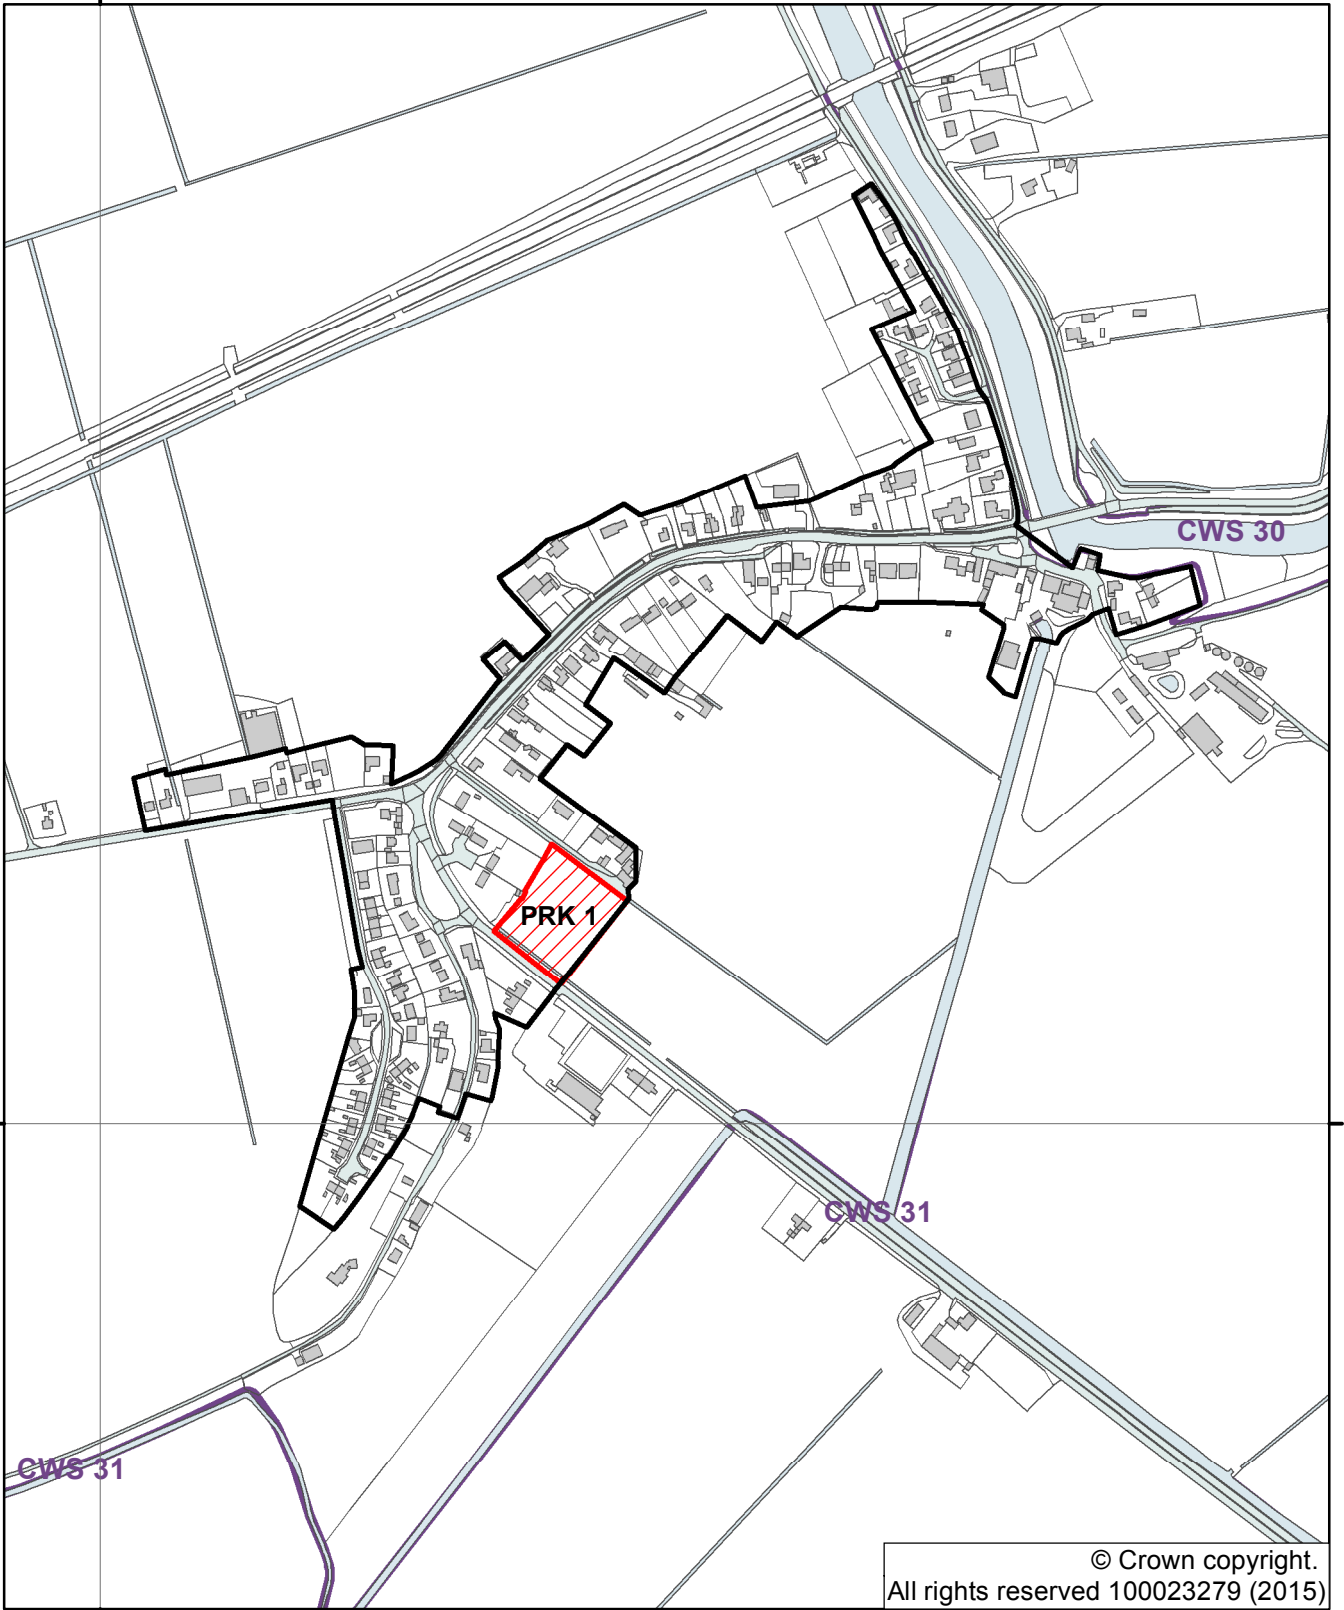 CWS 30
PRK 1
CWS 31
CWS 31
© Crown copyright.
All rights reserved 100023279 (2015)